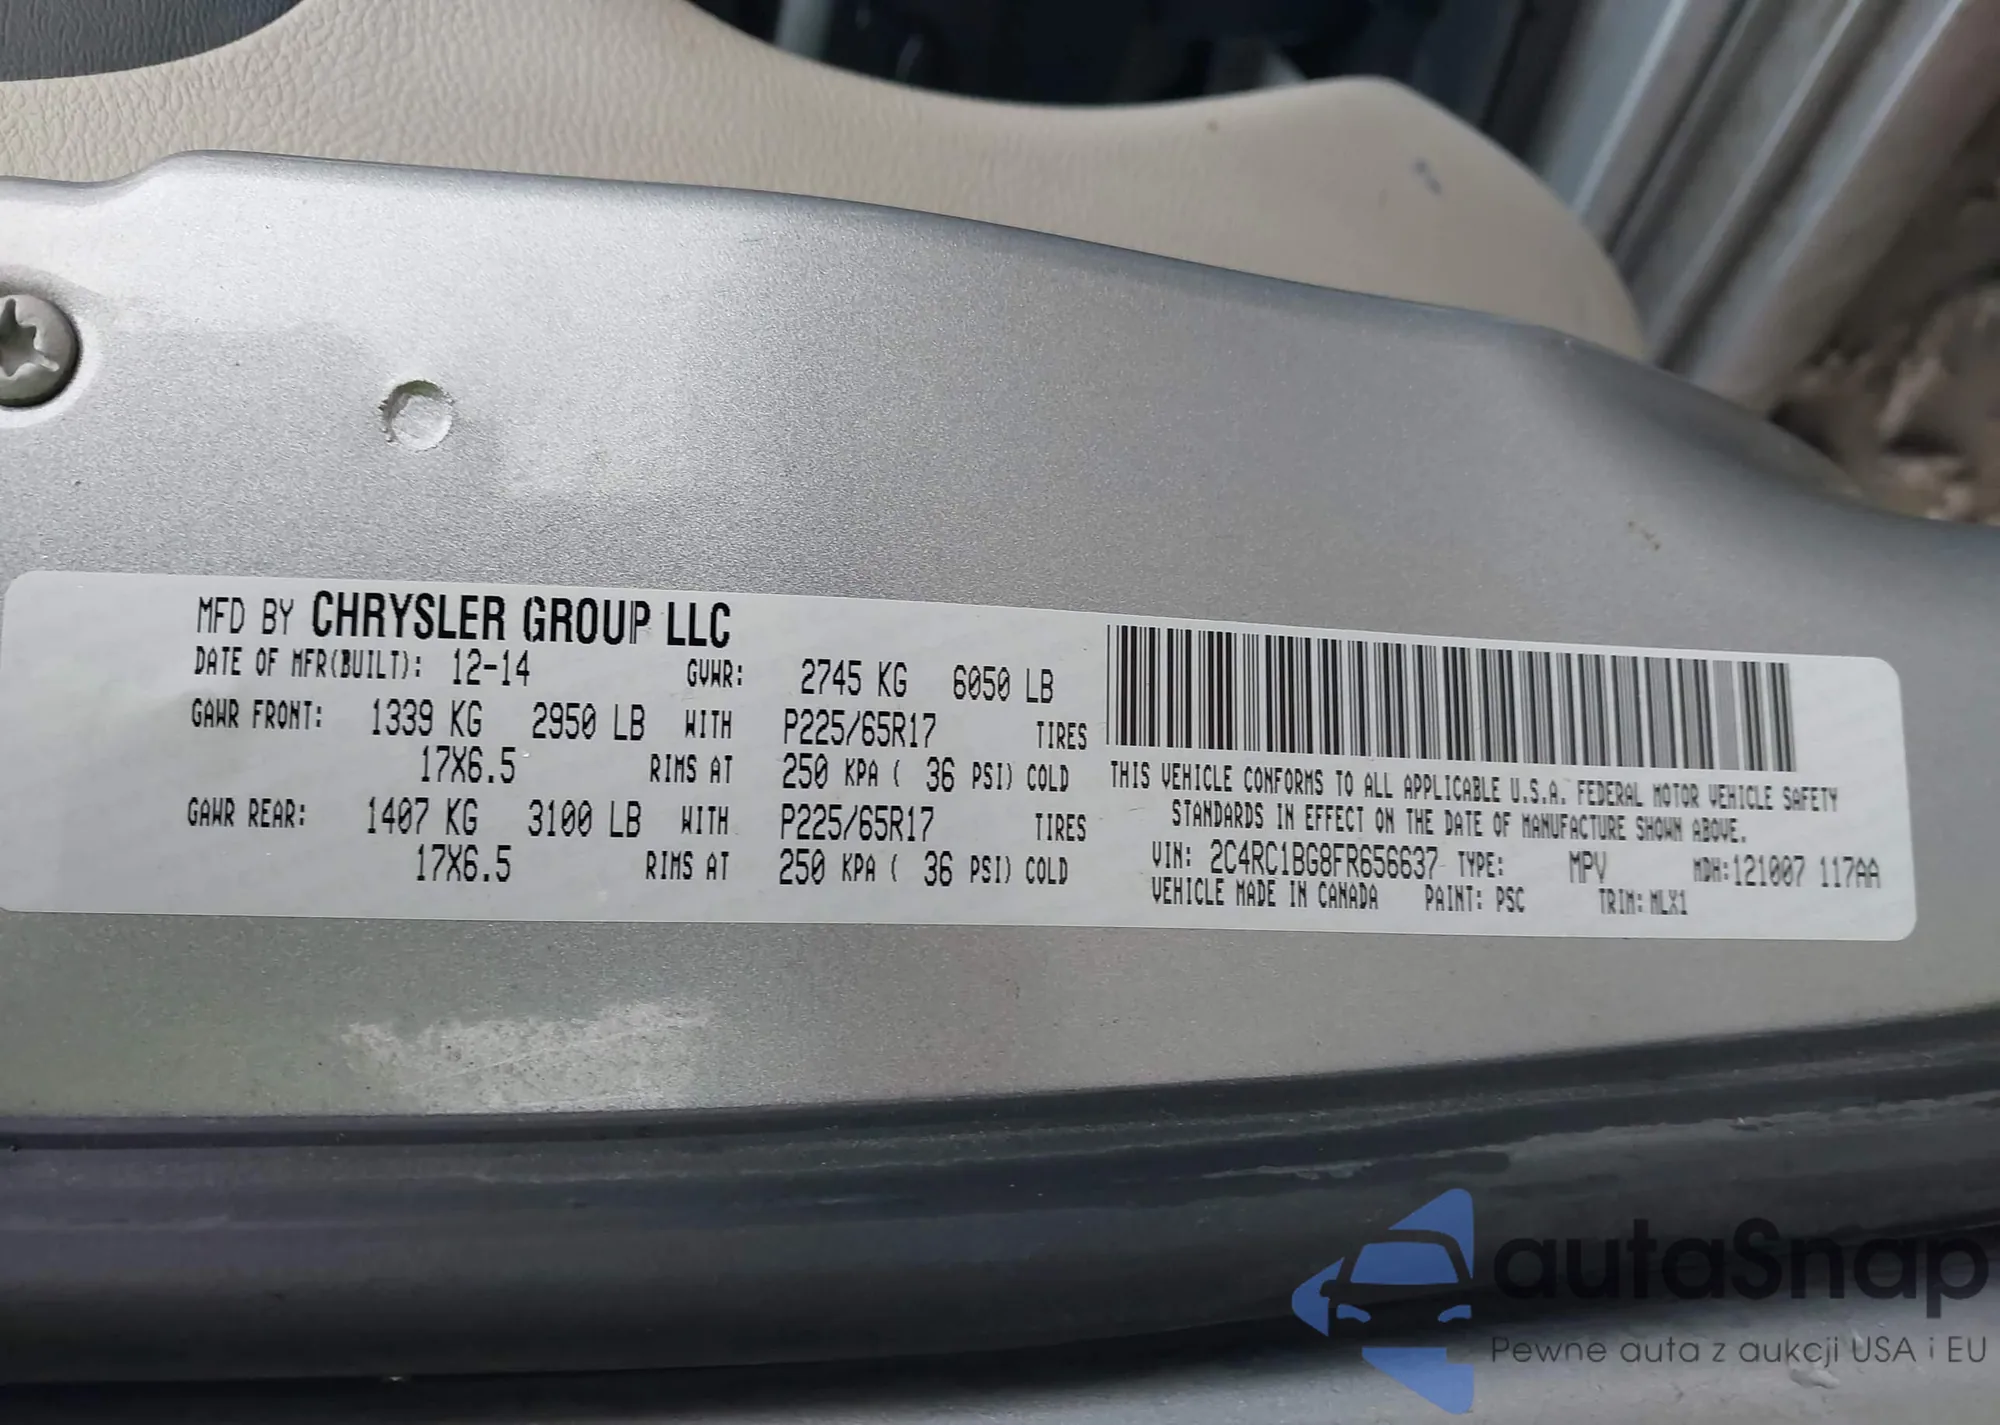 MFD BY CHRYSLER GROUP LLC
DATE OF MFR(BUILT): 12-14 GVWR: 2745 KG 6050 LB
GAWR FRONT: 1339 KG 2950 LB WITH P225/65R17 TIRES
17X6.5 RIMS AT 250 KPA ( 36 PSI) COLD
GAWR REAR: 1407 KG 3100 LB WITH P225/65R17 TIRES
17X6.5 RIMS AT 250 KPA ( 36 PSI) COLD
THIS VEHICLE CONFORMS TO ALL APPLICABLE U.S.A. FEDERAL MOTOR VEHICLE SAFETY
STANDARDS IN EFFECT ON THE DATE OF MANUFACTURE SHOWN ABOVE.
VIN: 2C4RC1BG8FR656637 TYPE: MPV MDH:121007 117AA
VEHICLE MADE IN CANADA PAINT: PSC TRIM: MLX1
autaSnap
Pewne auta z aukcji USA i EU